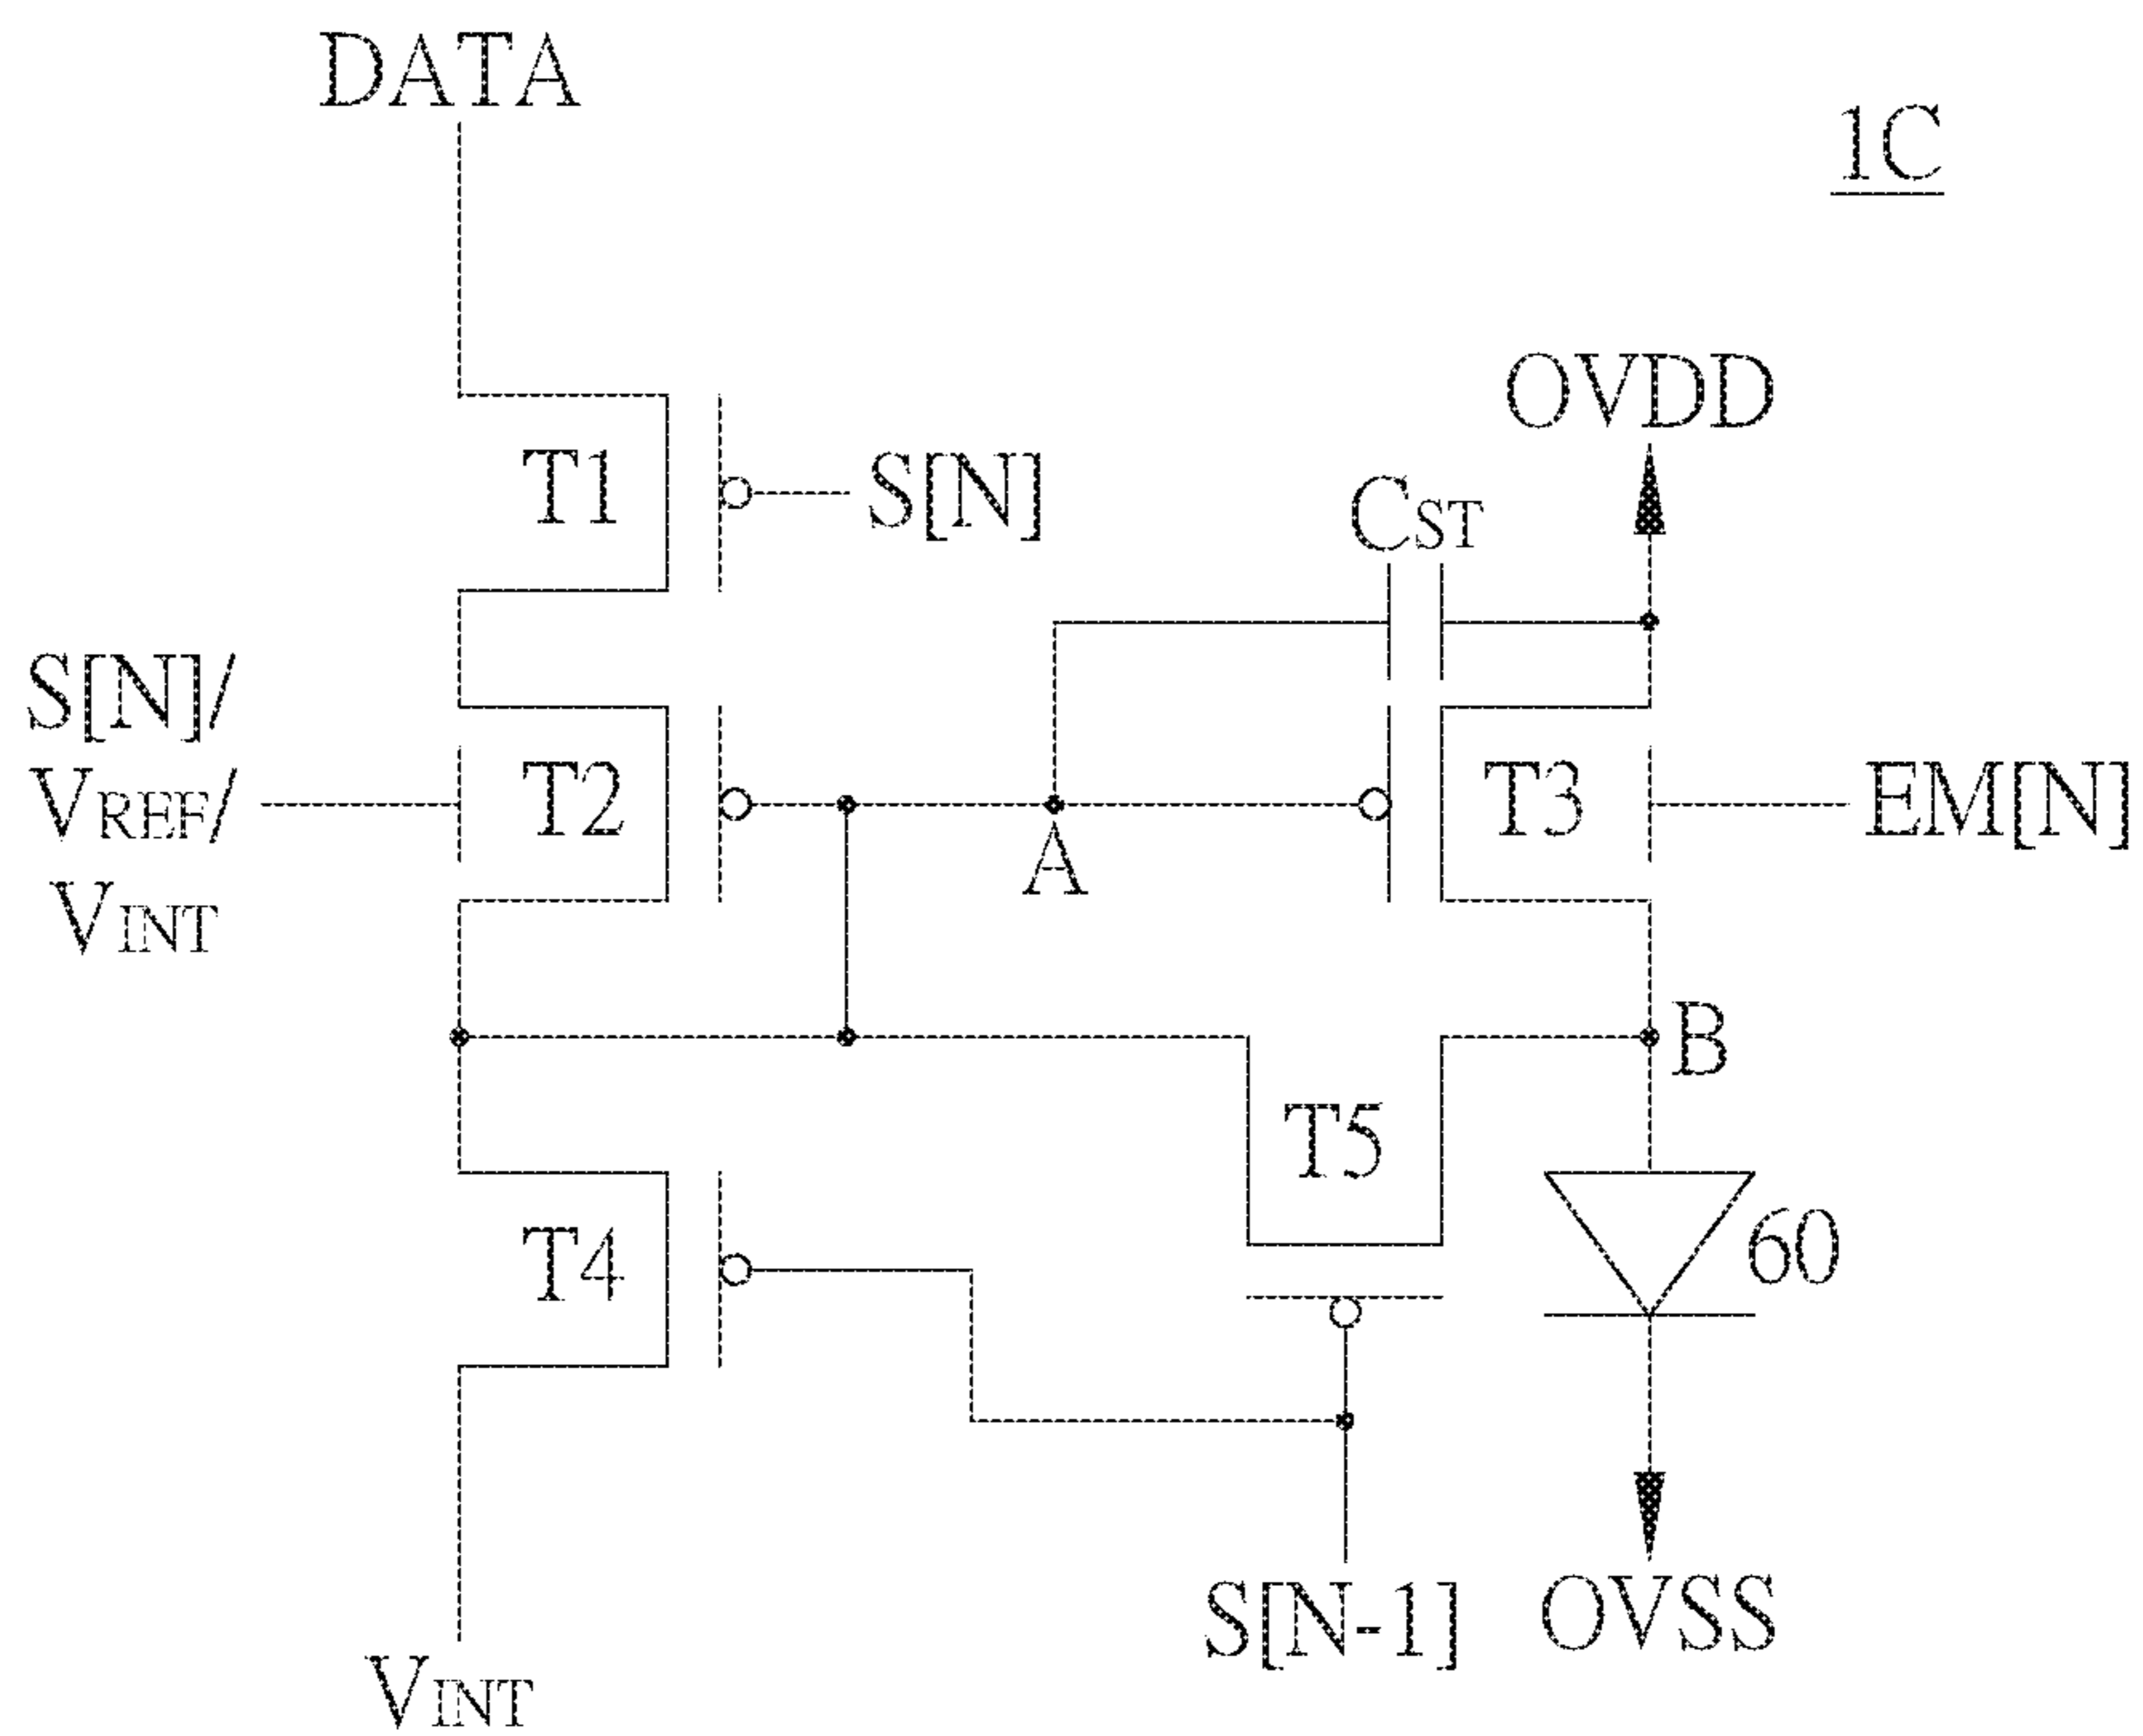 DATA
1C
OVDD
T1
S[N]
CST
S[N]/
VREF/
VINT
T2
A
T3
EM[N]
B
T5
T4
60
S[N-1]
OVSS
VINT